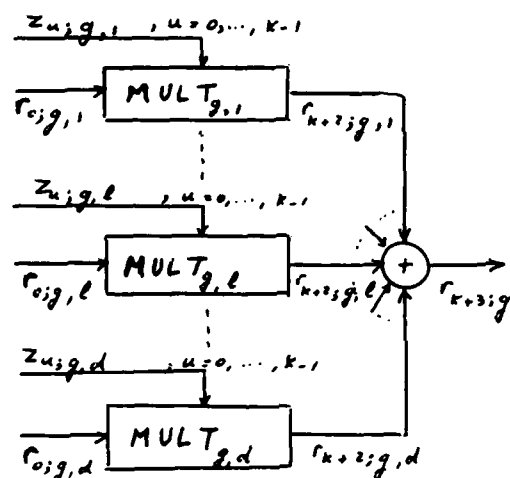 z_{u;g,1} , u=0,..., k-1
r_{0;g,1} MULT_{g,1} r_{k+2;g,1}
z_{u;g,l} , u=0,..., k-1
r_{0;g,l} MULT_{g,l} r_{k+2;g,l} + r_{k+3;g}
z_{u;g,d} , u=0,..., k-1
r_{0;g,d} MULT_{g,d} r_{k+2;g,d}